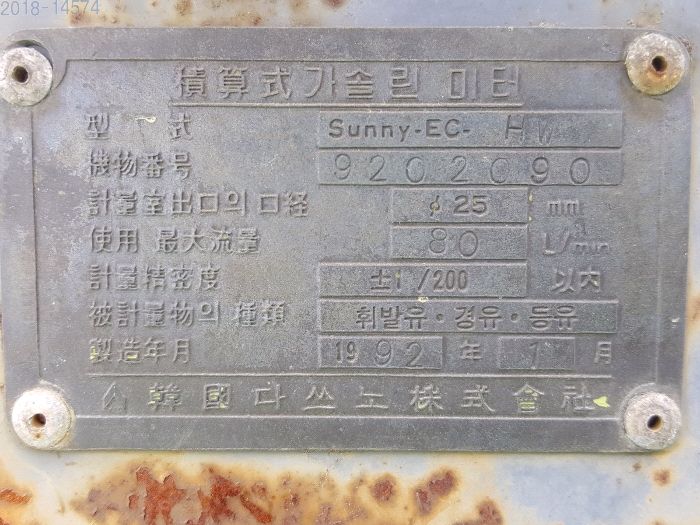 2018-14574
積算式가솔린 미터
型 式 Sunny-EC- HW
機物番号 9202090
計量室出口의 口経 ¢ 25 mm
使用 最大流量 80 L/min
計量精密度 ±1/200 以内
被計量物의 種類 휘발유·경유·등유
製造年月 1992 年 1 月
韓國다쓰노株式會社